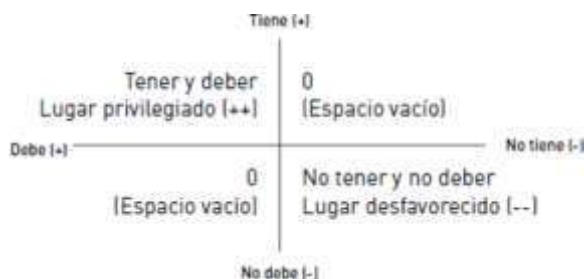 Tiene (+)
Tener y deber
Lugar privilegiado (++)
0
(Espacio vacío)
Debe (+)
No tiene (-)
0
(Espacio vacío)
No tener y no deber
Lugar desfavorecido (--)
No debe (-)